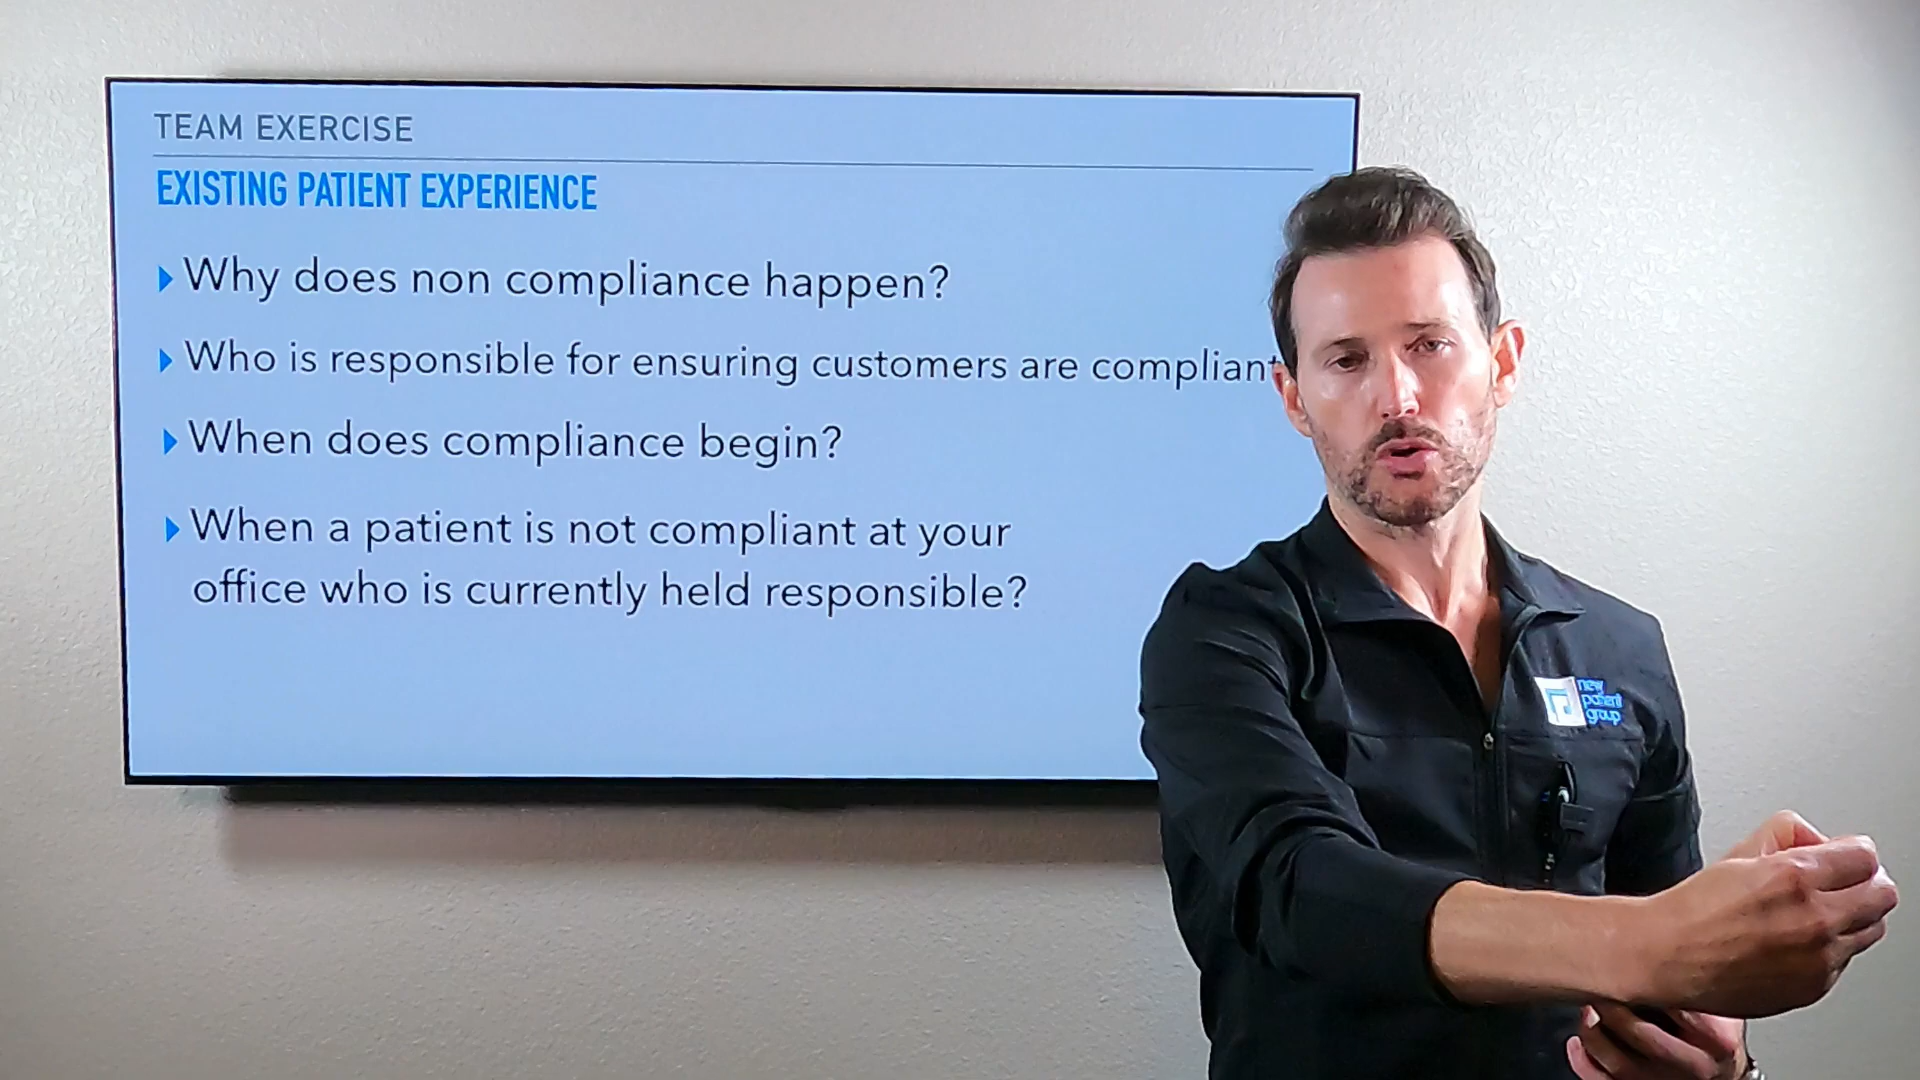 TEAM EXERCISE
EXISTING PATIENT EXPERIENCE
Why does non compliance happen?
Who is responsible for ensuring customers are compliant
When does compliance begin?
When a patient is not compliant at your
office who is currently held responsible?
new
patient
group